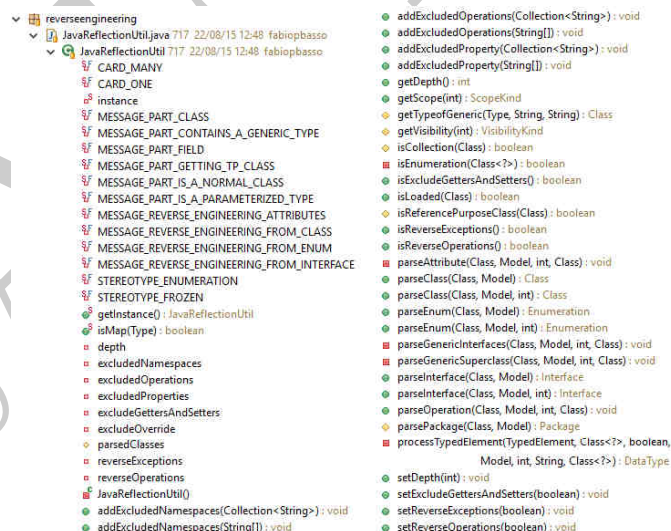 reverseengineering
JavaReflectionUtil.java 717 22/08/15 12:48 fabiopbasso
JavaReflectionUtil 717 22/08/15 12:48 fabiopbasso
CARD_MANY
CARD_ONE
instance
MESSAGE_PART_CLASS
MESSAGE_PART_CONTAINS_A_GENERIC_TYPE
MESSAGE_PART_FIELD
MESSAGE_PART_GETTING_TP_CLASS
MESSAGE_PART_IS_A_NORMAL_CLASS
MESSAGE_PART_IS_A_PARAMETERIZED_TYPE
MESSAGE_REVERSE_ENGINEERING_ATTRIBUTES
MESSAGE_REVERSE_ENGINEERING_FROM_CLASS
MESSAGE_REVERSE_ENGINEERING_FROM_ENUM
MESSAGE_REVERSE_ENGINEERING_FROM_INTERFACE
STEREOTYPE_ENUMERATION
STEREOTYPE_FROZEN
getInstance() : JavaReflectionUtil
isMap(Type) : boolean
depth
excludedNamespaces
excludedOperations
excludedProperties
excludeGettersAndSetters
excludeOverride
parsedClasses
reverseExceptions
reverseOperations
JavaReflectionUtil()
addExcludedNamespaces(Collection<String>) : void
addExcludedNamespaces(String[]) : void
addExcludedOperations(Collection<String>) : void
addExcludedOperations(String[]) : void
addExcludedProperty(Collection<String>) : void
addExcludedProperty(String[]) : void
getDepth() : int
getScope(int) : ScopeKind
getTypeofGeneric(Type, String, String) : Class
getVisibility(int) : VisibilityKind
isCollection(Class) : boolean
isEnumeration(Class<?>) : boolean
isExcludeGettersAndSetters() : boolean
isLoaded(Class) : boolean
isReferencePurposeClass(Class) : boolean
isReverseExceptions() : boolean
isReverseOperations() : boolean
parseAttribute(Class, Model, int, Class) : void
parseClass(Class, Model) : Class
parseClass(Class, Model, int) : Class
parseEnum(Class, Model) : Enumeration
parseEnum(Class, Model, int) : Enumeration
parseGenericInterfaces(Class, Model, int, Class) : void
parseGenericSuperclass(Class, Model, int, Class) : void
parseInterface(Class, Model) : Interface
parseInterface(Class, Model, int) : Interface
parseOperation(Class, Model, int, Class) : void
parsePackage(Class, Model) : Package
processTypedElement(TypedElement, Class<?>, boolean,
Model, int, String, Class<?>) : DataType
setDepth(int) : void
setExcludeGettersAndSetters(boolean) : void
setReverseExceptions(boolean) : void
setReverseOperations(boolean) : void